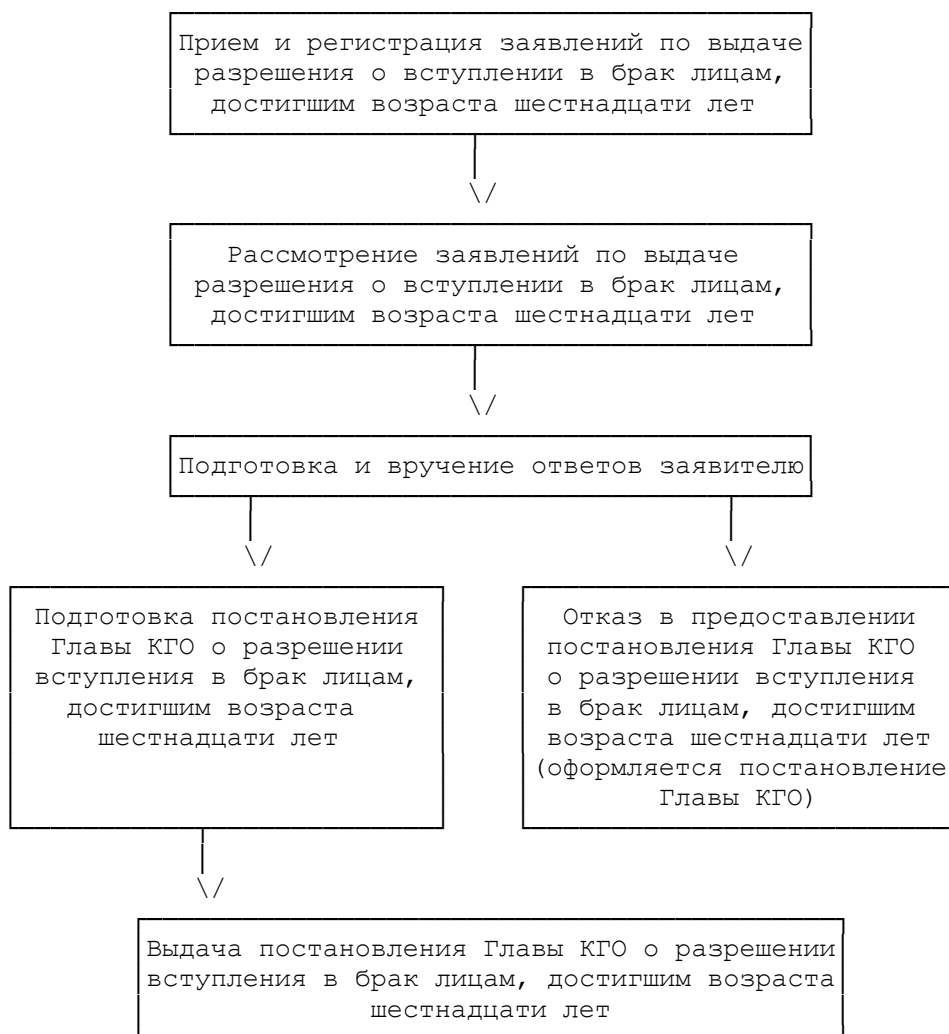 Прием и регистрация заявлений по выдаче
разрешения о вступлении в брак лицам,
достигшим возраста шестнадцати лет
\/
Рассмотрение заявлений по выдаче
разрешения о вступлении в брак лицам,
достигшим возраста шестнадцати лет
\/
Подготовка и вручение ответов заявителю
\/ \/
Подготовка постановления
Главы КГО о разрешении
вступления в брак лицам,
достигшим возраста
шестнадцати лет
Отказ в предоставлении
постановления Главы КГО
о разрешении вступления
в брак лицам, достигшим
возраста шестнадцати лет
(оформляется постановление
Главы КГО)
\/
Выдача постановления Главы КГО о разрешении
вступления в брак лицам, достигшим возраста
шестнадцати лет